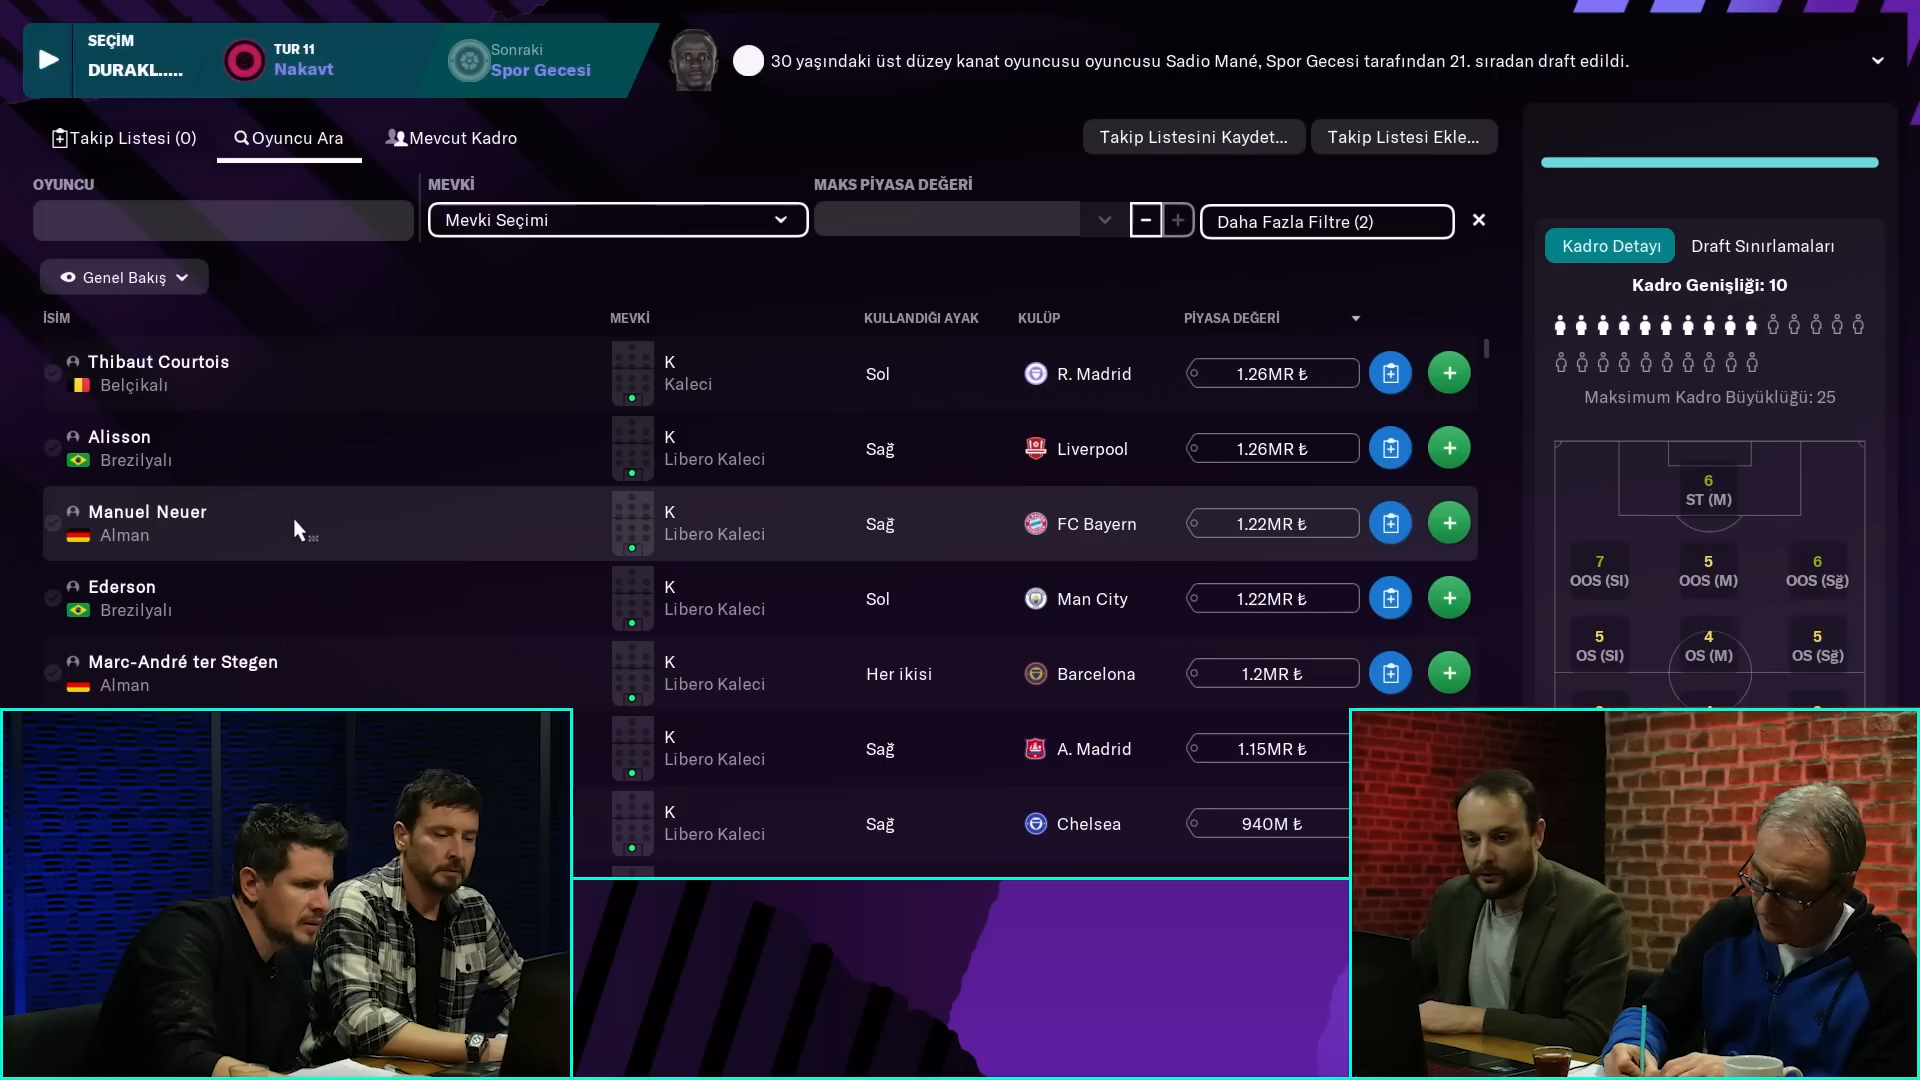 SEÇİM
DURAKL.....
TUR 11
Nakavt
Sonraki
Spor Gecesi
30 yaşındaki üst düzey kanat oyuncusu oyuncusu Sadio Mané, Spor Gecesi tarafından 21. sıradan draft edildi.
Takip Listesi (0)
Oyuncu Ara
Mevcut Kadro
Takip Listesini Kaydet...
Takip Listesi Ekle...
OYUNCU
MEVKİ
MAKS PİYASA DEĞERİ
Mevki Seçimi
Daha Fazla Filtre (2)
Genel Bakış
İSİM
MEVKİ
KULLANDIĞI AYAK
KULÜP
PİYASA DEĞERİ
Thibaut Courtois
Belçikalı
K
Kaleci
Sol
R. Madrid
1.26MR ₺
Alisson
Brezilyalı
K
Libero Kaleci
Sağ
Liverpool
1.26MR ₺
Manuel Neuer
Alman
K
Libero Kaleci
Sağ
FC Bayern
1.22MR ₺
Ederson
Brezilyalı
K
Libero Kaleci
Sol
Man City
1.22MR ₺
Marc-André ter Stegen
Alman
K
Libero Kaleci
Her ikisi
Barcelona
1.2MR ₺
K
Libero Kaleci
Sağ
A. Madrid
1.15MR ₺
K
Libero Kaleci
Sağ
Chelsea
940M ₺
Kadro Detayı
Draft Sınırlamaları
Kadro Genişliği: 10
Maksimum Kadro Büyüklüğü: 25
6
ST (M)
7
OOS (Sl)
5
OOS (M)
6
OOS (Sğ)
5
OS (Sl)
4
OS (M)
5
OS (Sğ)